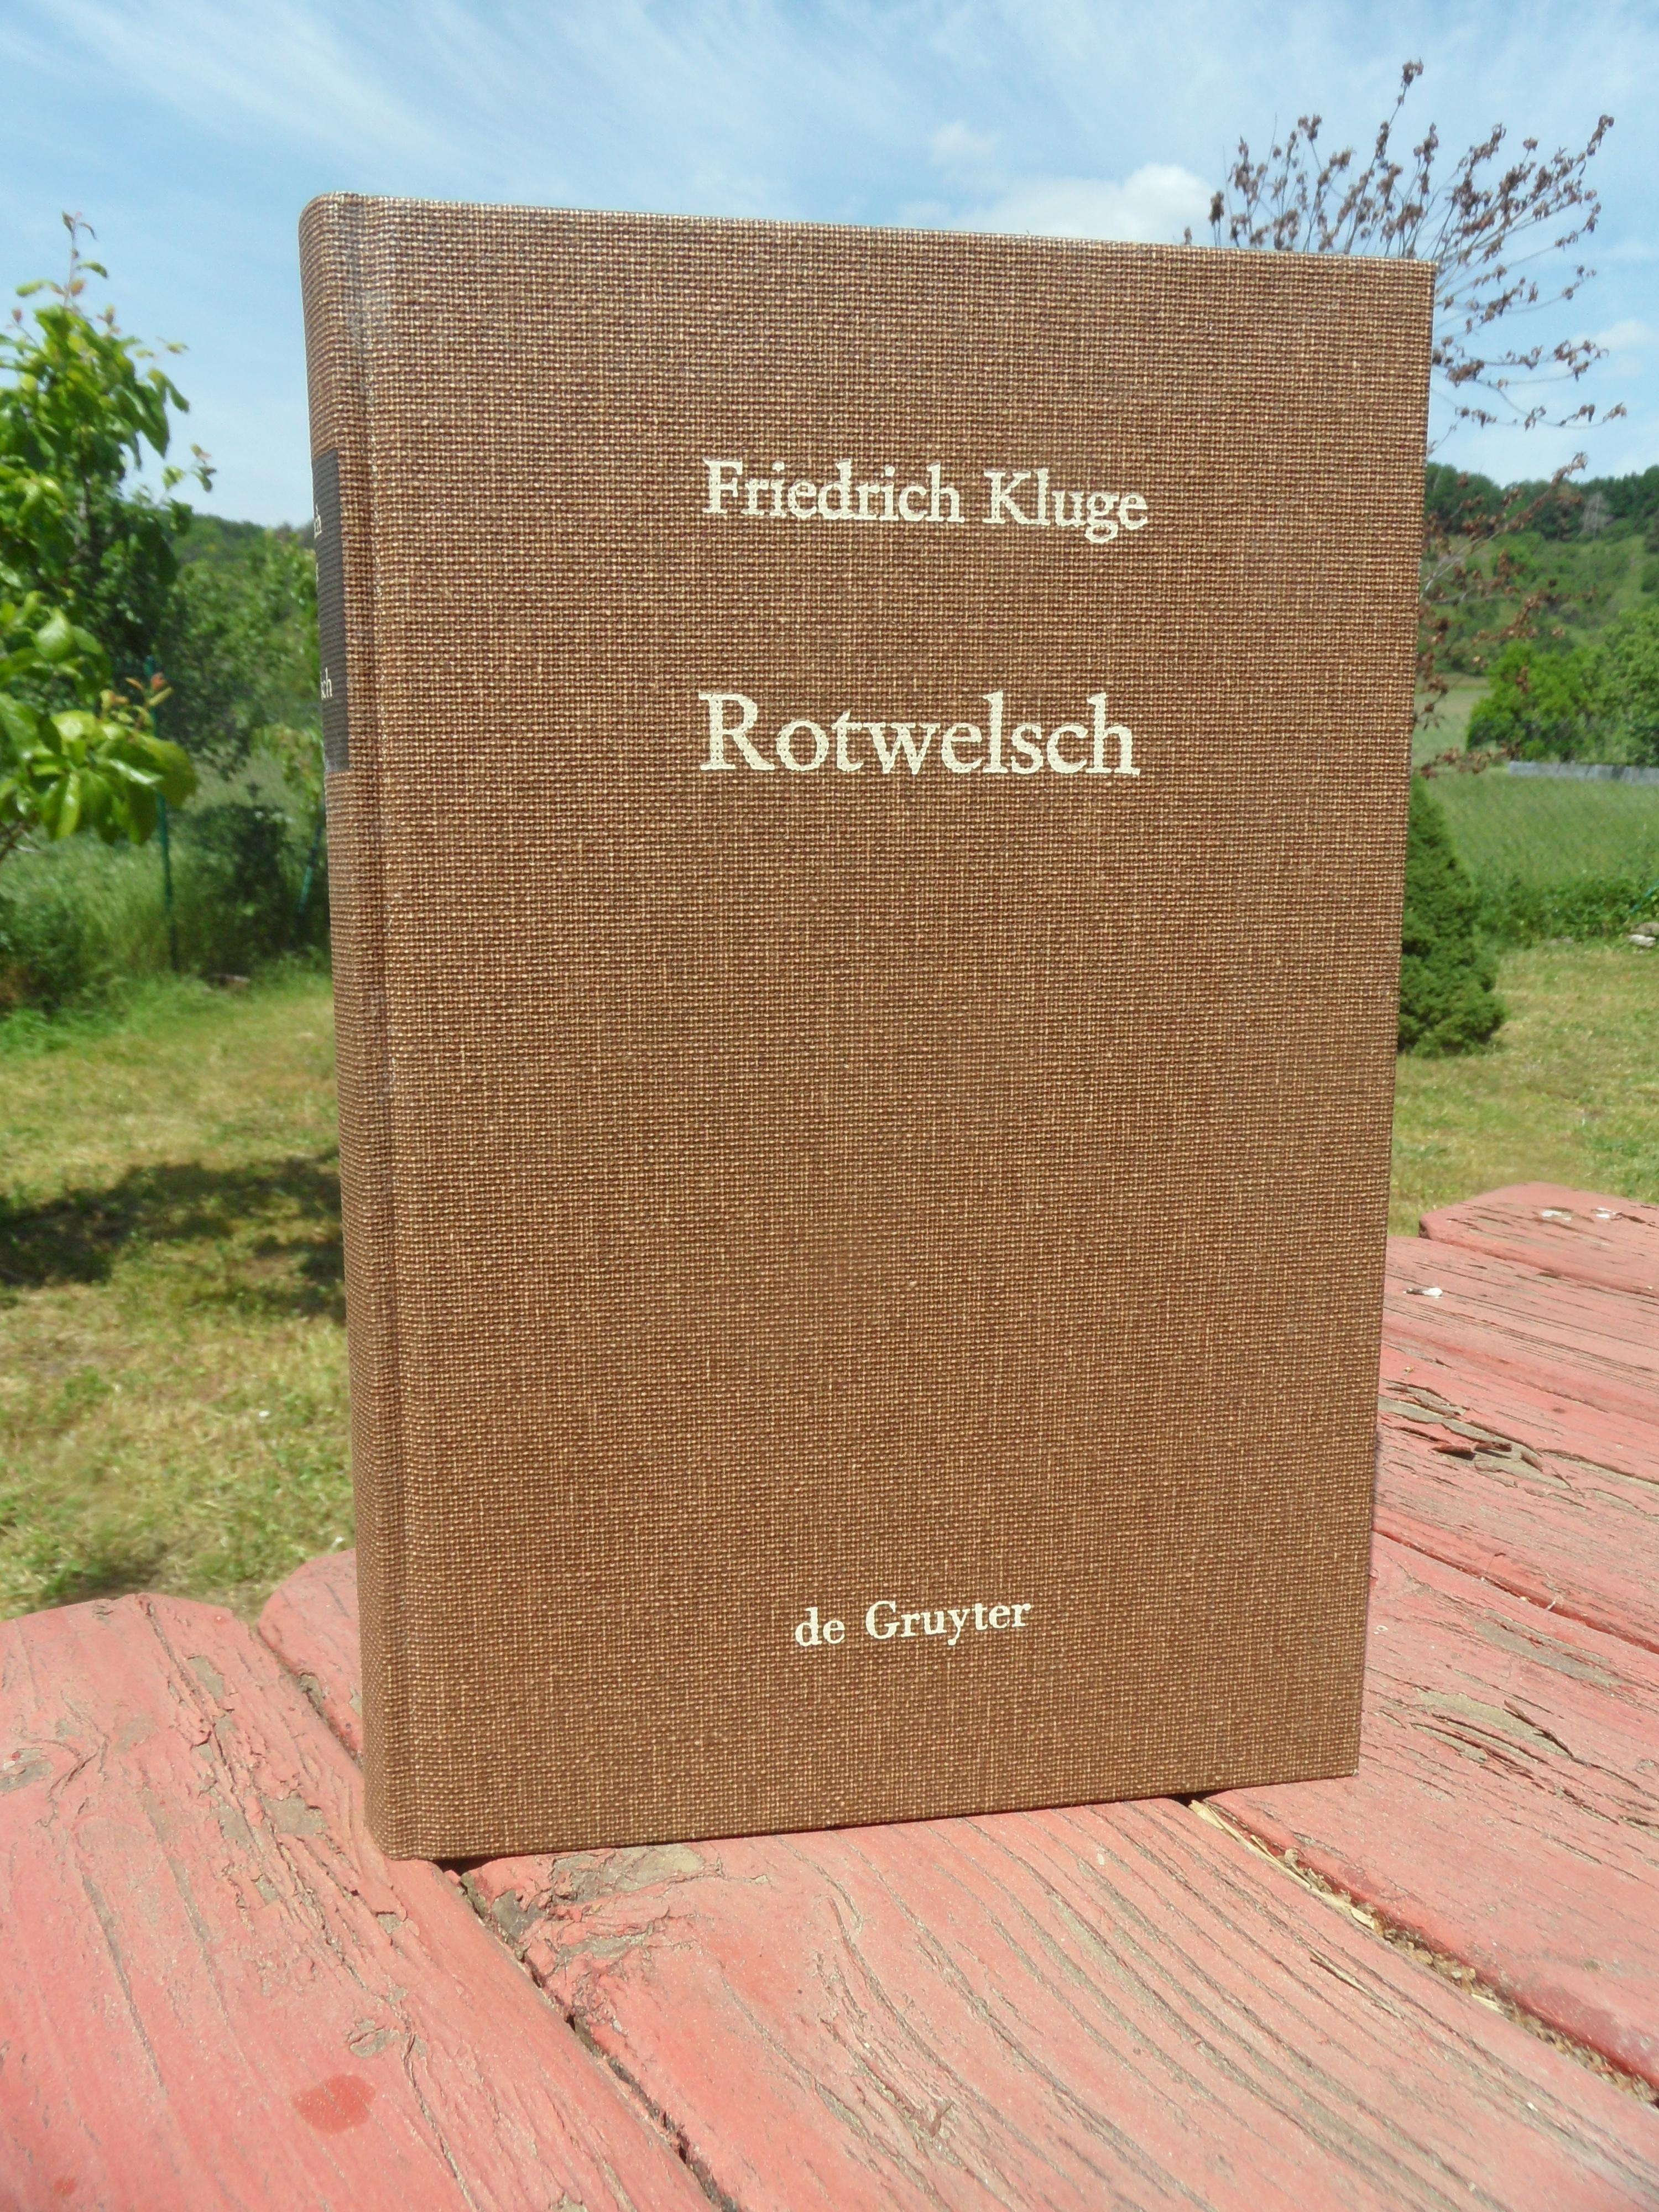 Friedrich Kluge
Rotwelsch
de Gruyter